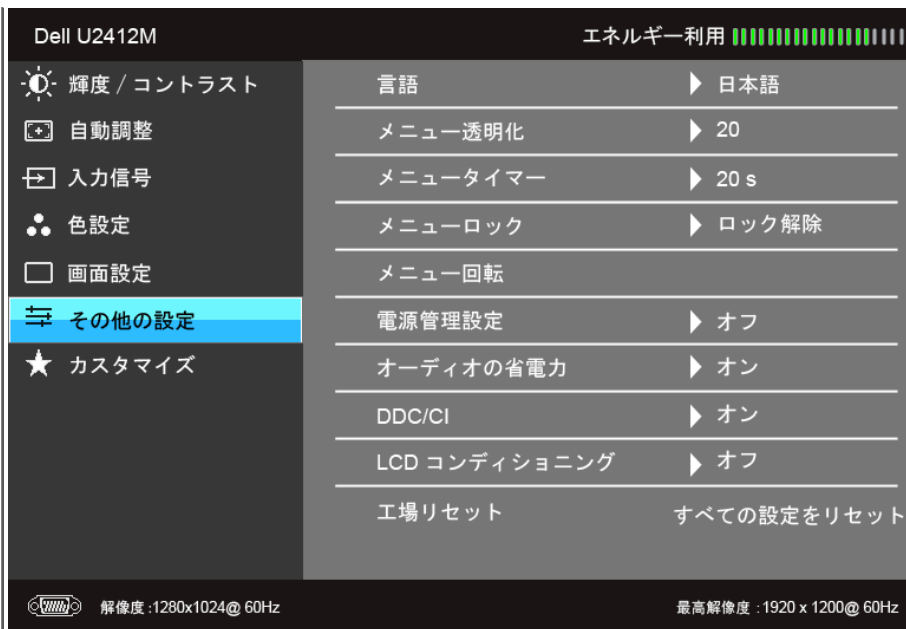 Dell U2412M エネルギー利用
輝度 / コントラスト
自動調整
入力信号
色設定
画面設定
その他の設定
カスタマイズ
言語 日本語
メニュー透明化 20
メニュータイマー 20 s
メニューロック ロック解除
メニュー回転
電源管理設定 オフ
オーディオの省電力 オン
DDC/CI オン
LCD コンディショニング オフ
工場リセット すべての設定をリセット
解像度 :1280x1024@ 60Hz 最高解像度 : 1920 x 1200@ 60Hz